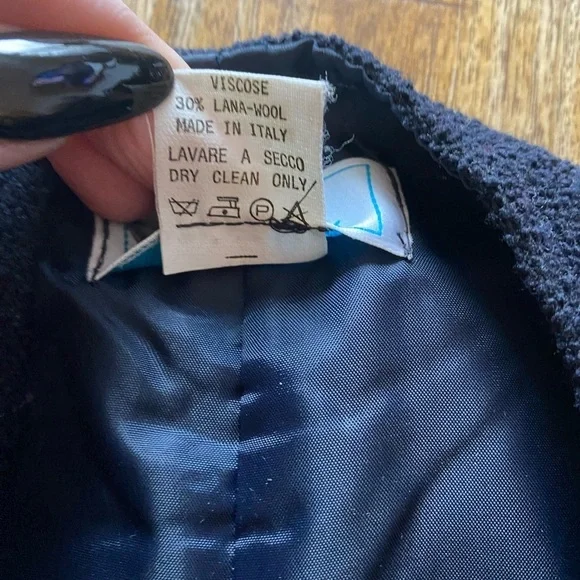 VISCOSE
30% LANA-WOOL
MADE IN ITALY
LAVARE A SECCO
DRY CLEAN ONLY
P A